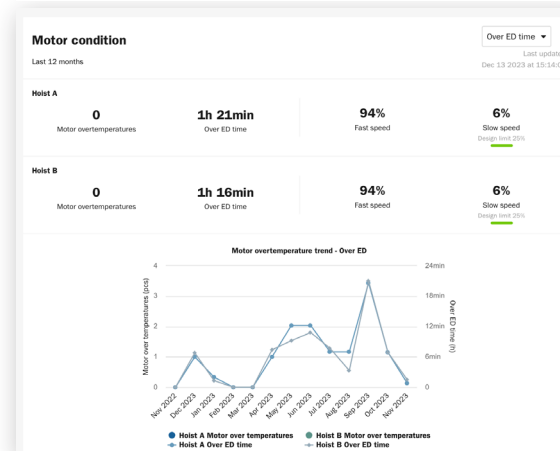 Motor condition
Over ED time
Last 12 months
Last update
Dec 13 2023 at 15:14:0
Hoist A
0
Motor overtemperatures
1h 21min
Over ED time
94%
Fast speed
6%
Slow speed
Design limit 25%
Hoist B
0
Motor overtemperatures
1h 16min
Over ED time
94%
Fast speed
6%
Slow speed
Design limit 25%
Motor overtemperature trend - Over ED
Motor over temperatures (pcs)
4
3
2
1
0
24min
18min
12min
6min
0
Over ED time (h)
Nov 2022
Dec 2022
Jan 2023
Feb 2023
Mar 2023
Apr 2023
May 2023
Jun 2023
Jul 2023
Aug 2023
Sep 2023
Oct 2023
Nov 2023
Hoist A Motor over temperatures
Hoist B Motor over temperatures
Hoist A Over ED time
Hoist B Over ED time